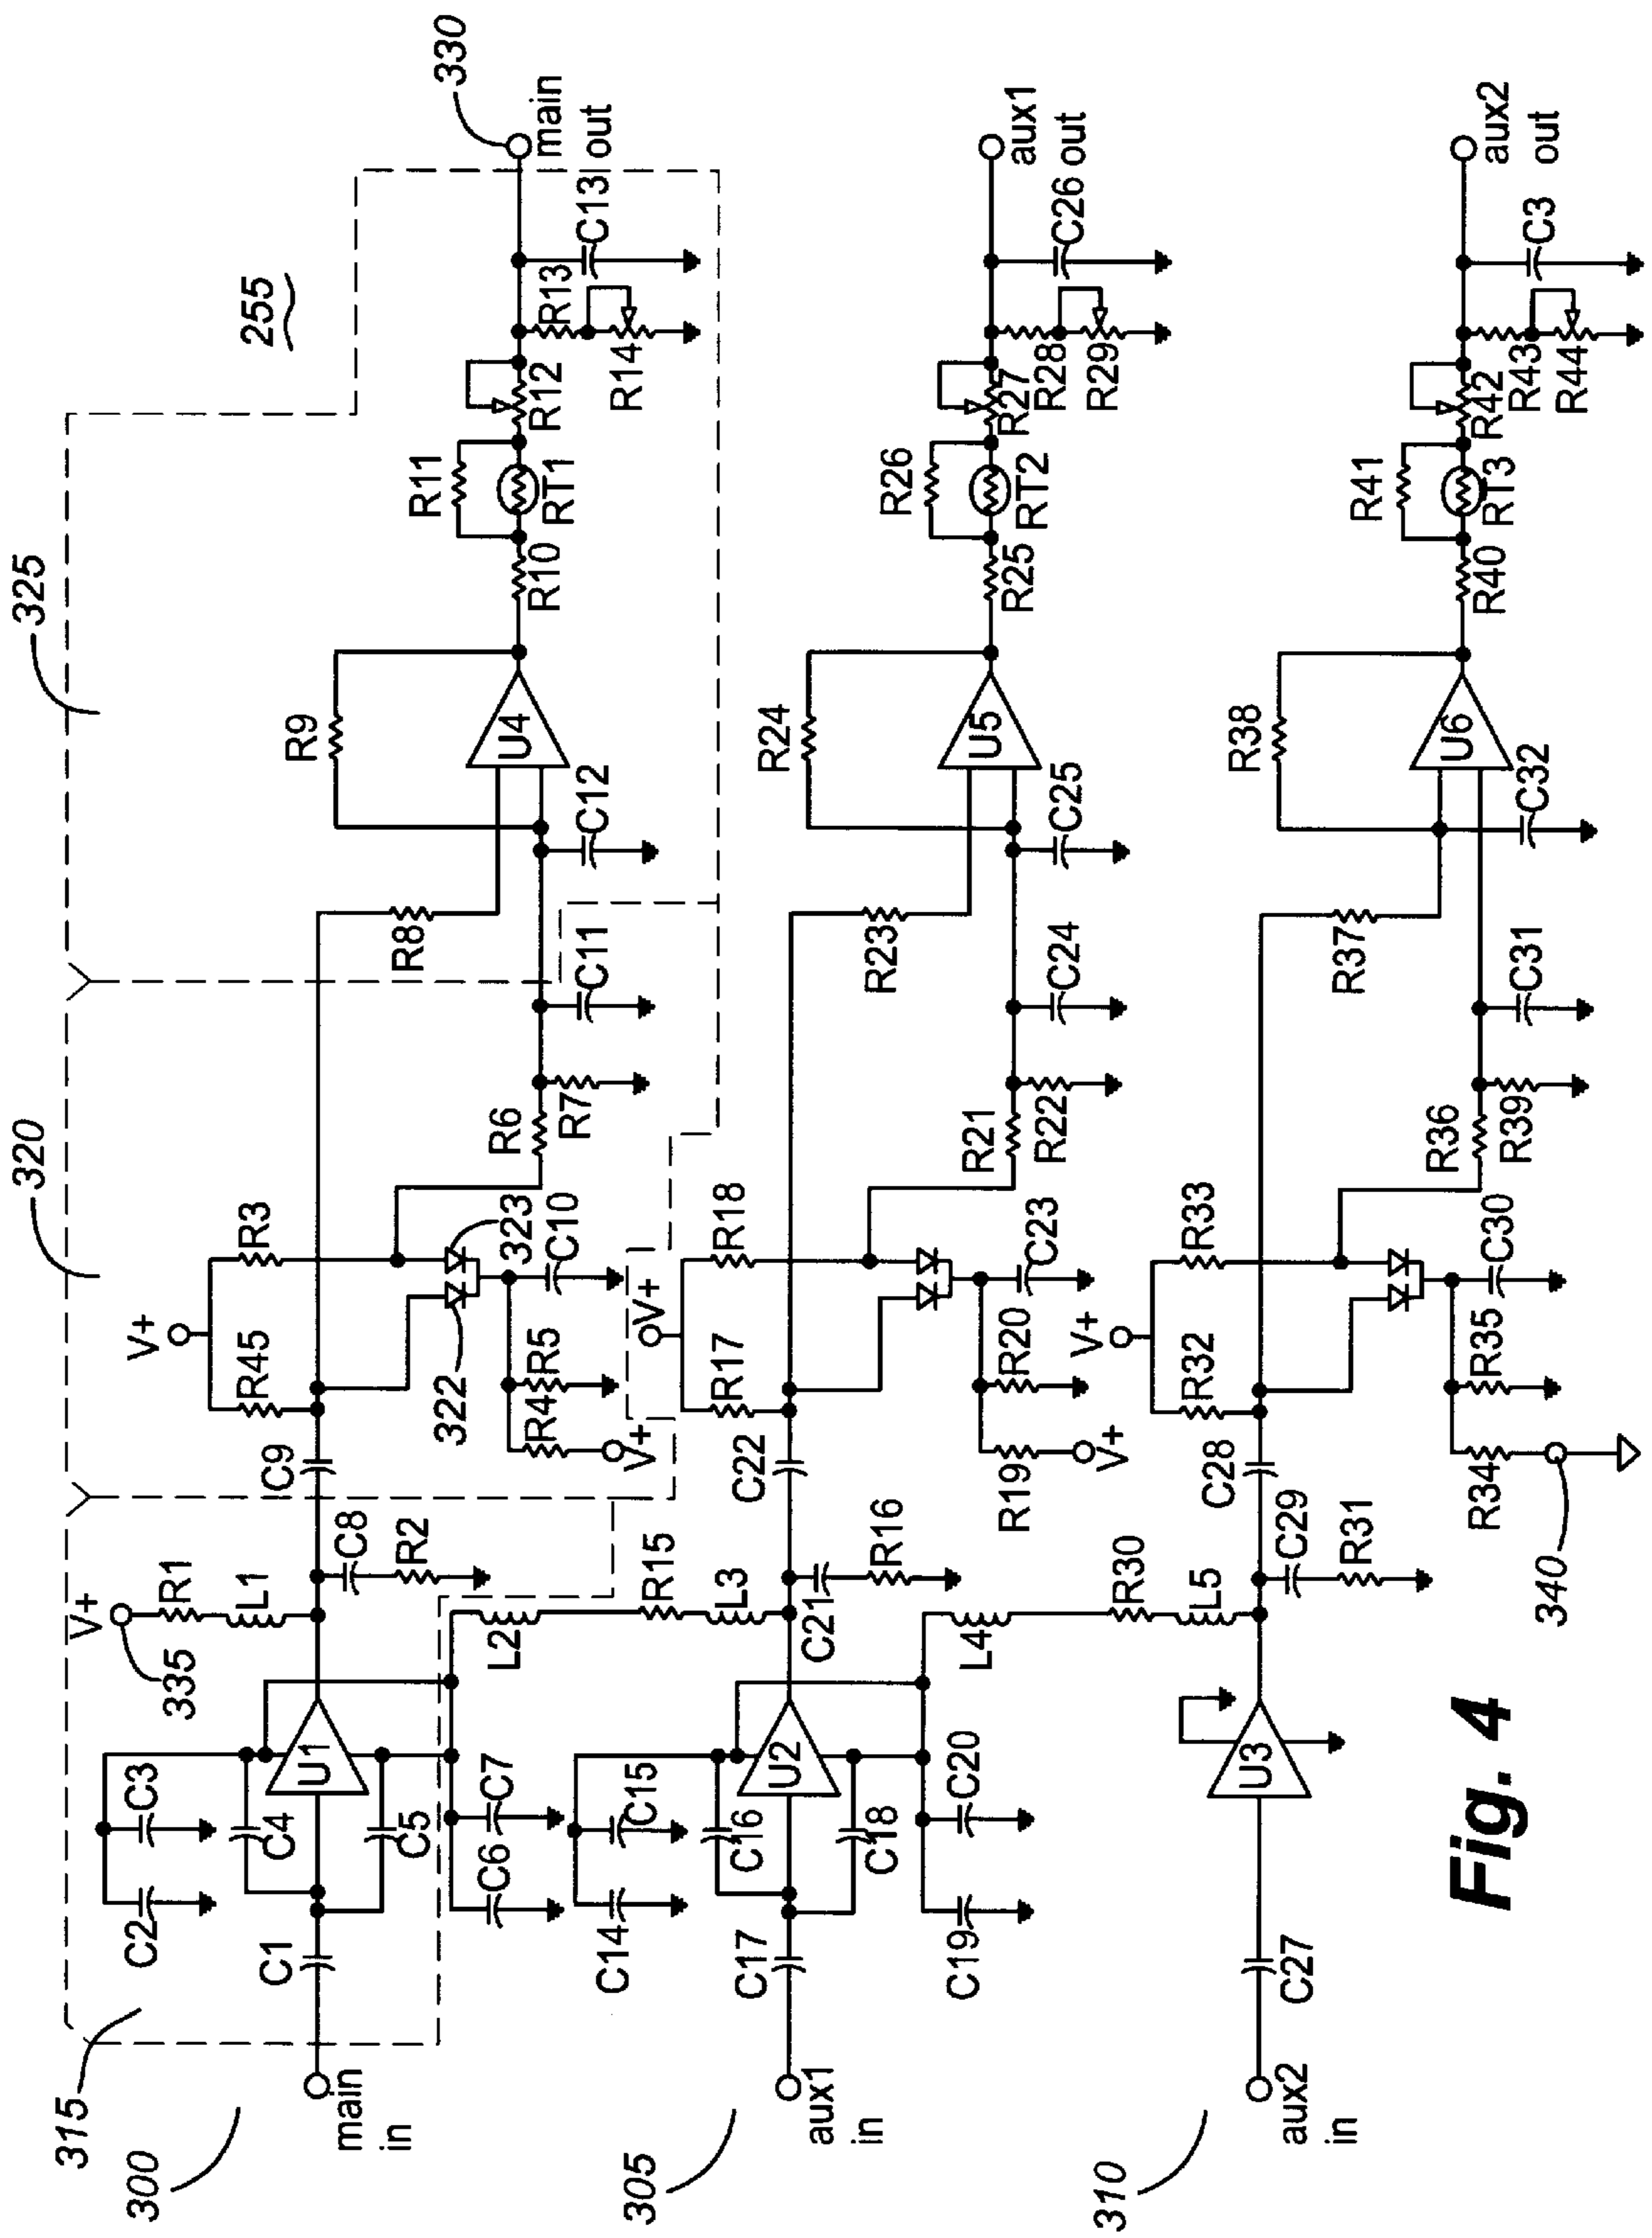 315
300
main
in
C1
C2
C3
C4
C5
U1
335
V+
R1
L1
C8
R2
C6
C7
L2
R15
L3
320
C9
R45
V+
R3
322
323
R4
R5
V+
C10
R6
R7
C11
325
R8
C12
U4
R9
R10
R11
RT1
R12
R13
R14
C13
255
330
main
out
305
aux1
in
C17
C14
C15
C16
C18
U2
C19
C20
C21
R16
L4
R30
L5
C22
R17
V+
R18
R19
R20
V+
C23
R21
R22
C24
R23
C25
U5
R24
R25
R26
RT2
R27
R28
R29
C26
aux1
out
310
aux2
in
C27
U3
C29
R31
C28
R32
V+
R33
R34
R35
340
C30
R36
R39
C31
R37
C32
U6
R38
R40
R41
RT3
R42
R43
R44
C3
aux2
out
Fig. 4